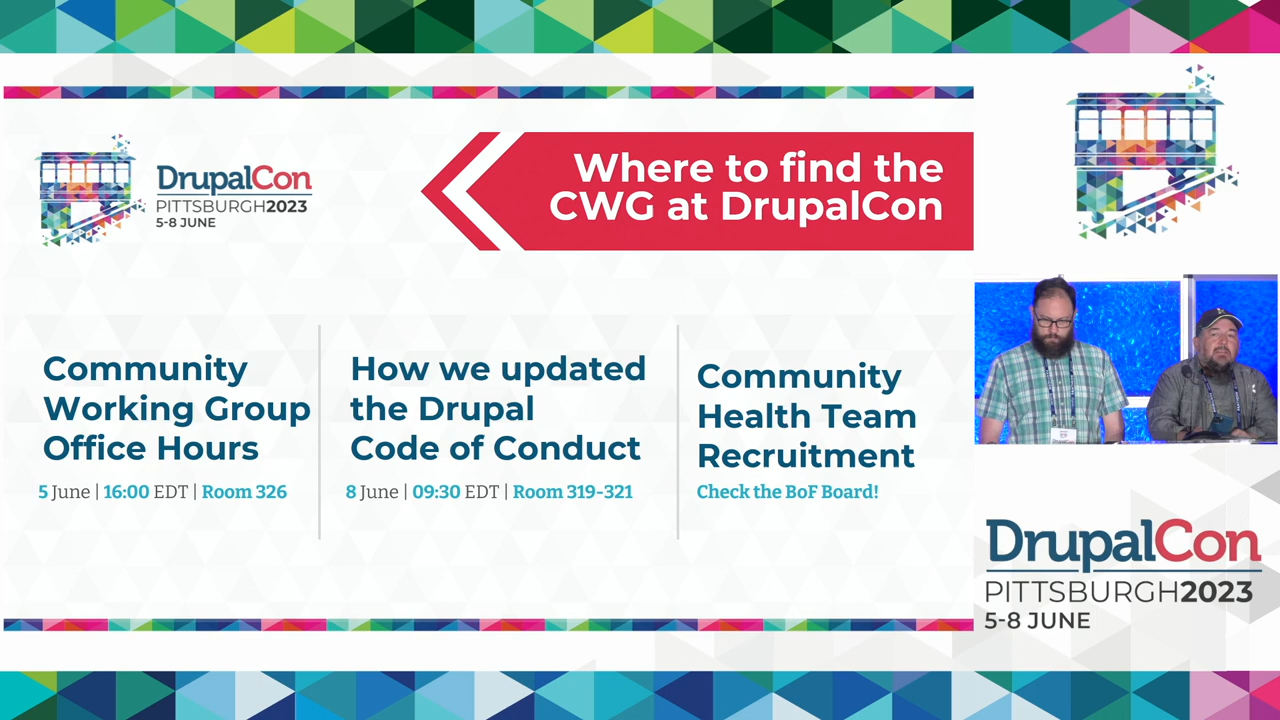 DrupalCon
PITTSBURGH2023
5-8 JUNE
Where to find the
CWG at DrupalCon
Community
Working Group
Office Hours
5 June | 16:00 EDT | Room 326
How we updated
the Drupal
Code of Conduct
8 June | 09:30 EDT | Room 319-321
Community
Health Team
Recruitment
Check the BoF Board!
DrupalCon
PITTSBURGH2023
5-8 JUNE